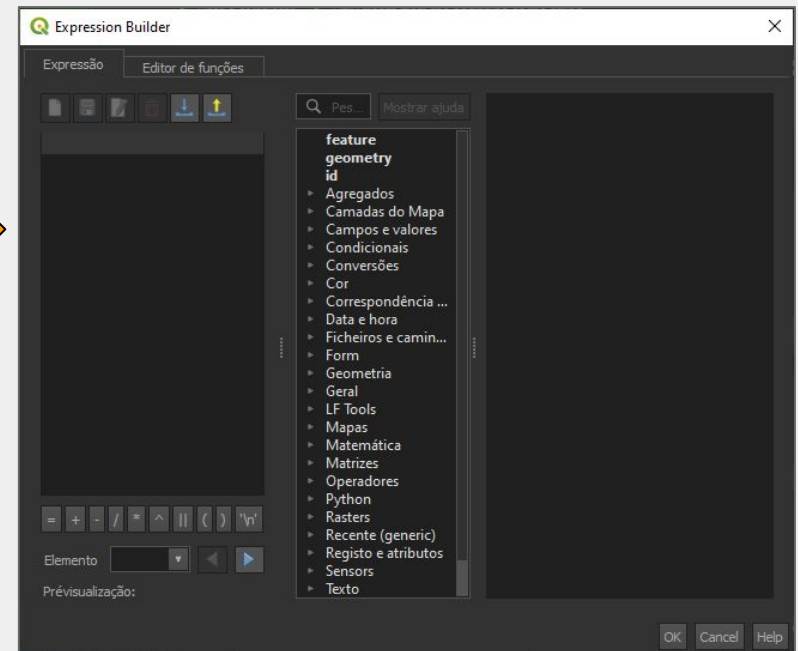 Expression Builder
Expressão
Editor de funções
Pes...
Mostrar ajuda
feature
geometry
id
Agregados
Camadas do Mapa
Campos e valores
Condicionais
Conversões
Cor
Correspondência ...
Data e hora
Ficheiros e camin...
Form
Geometria
Geral
LF Tools
Mapas
Matemática
Matrizes
Operadores
Python
Rasters
Recente (generic)
Registo e atributos
Sensors
Texto
= + - / * ^ || ( ) '\n'
Elemento
Prévisualização:
OK Cancel Help